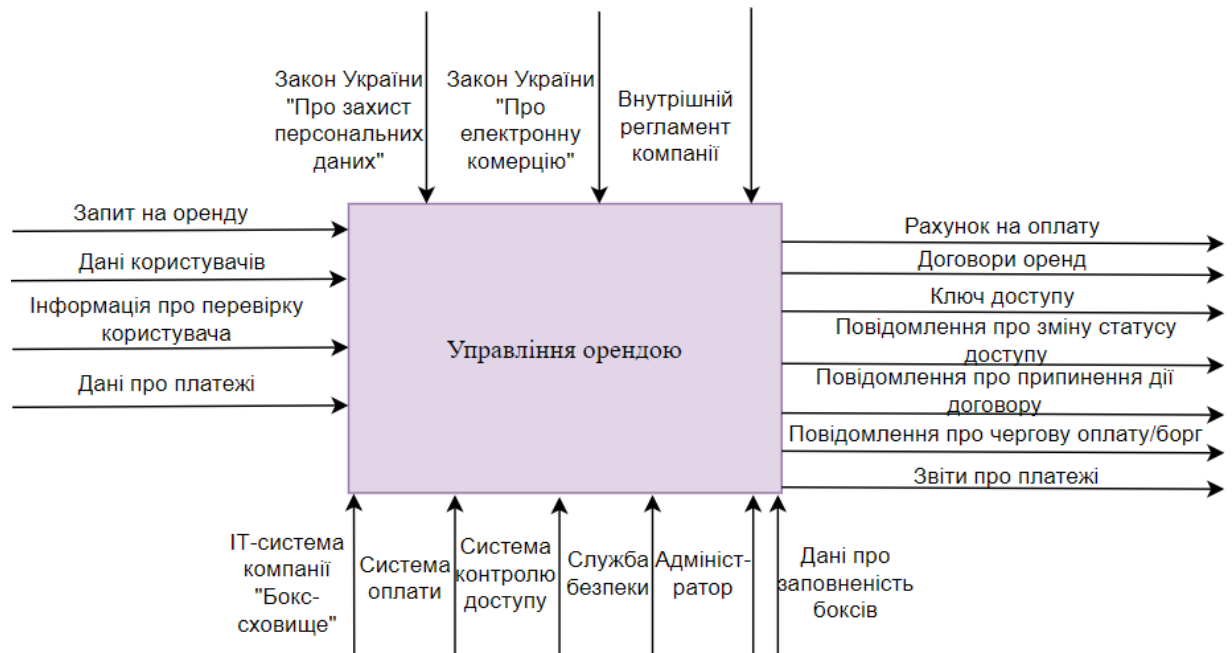 Закон України
"Про захист
персональних
даних"
Закон України
"Про
електронну
комерцію"
Внутрішній
регламент
компанії
Запит на оренду
Дані користувачів
Інформація про перевірку
користувача
Дані про платежі
Управління орендою
Рахунок на оплату
Договори оренд
Ключ доступу
Повідомлення про зміну статусу
доступу
Повідомлення про припинення дії
договору
Повідомлення про чергову оплату/борг
Звіти про платежі
ІТ-система
компанії
"Бокс-
сховище"
Система
оплати
Система
контролю
доступу
Служба
безпеки
Адмініст-
ратор
Дані про
заповненість
боксів